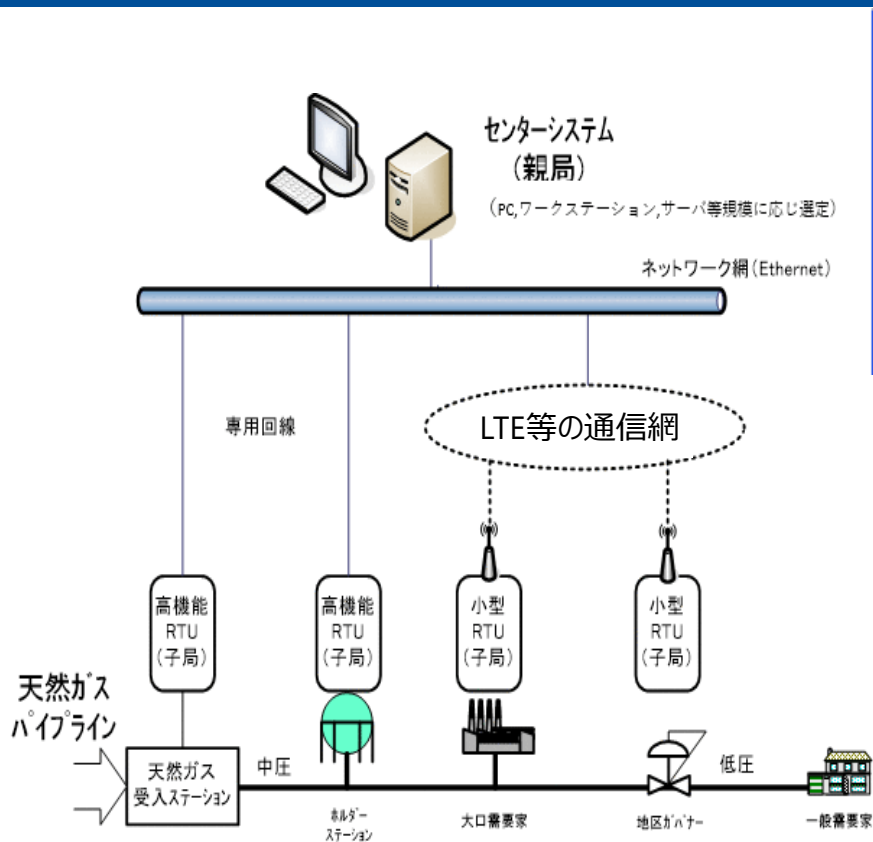 センターシステム
(親局)
(PC,ワークステーション,サーバ等規模に応じ選定)
ネットワーク網(Ethernet)
専用回線
LTE等の通信網
高機能
RTU
(子局)
高機能
RTU
(子局)
小型
RTU
(子局)
小型
RTU
(子局)
天然ガス
パイプライン
天然ガス
受入ステーション
中圧
低圧
ホルダー
ステーション
大口需要家
地区ガバナー
一般需要家